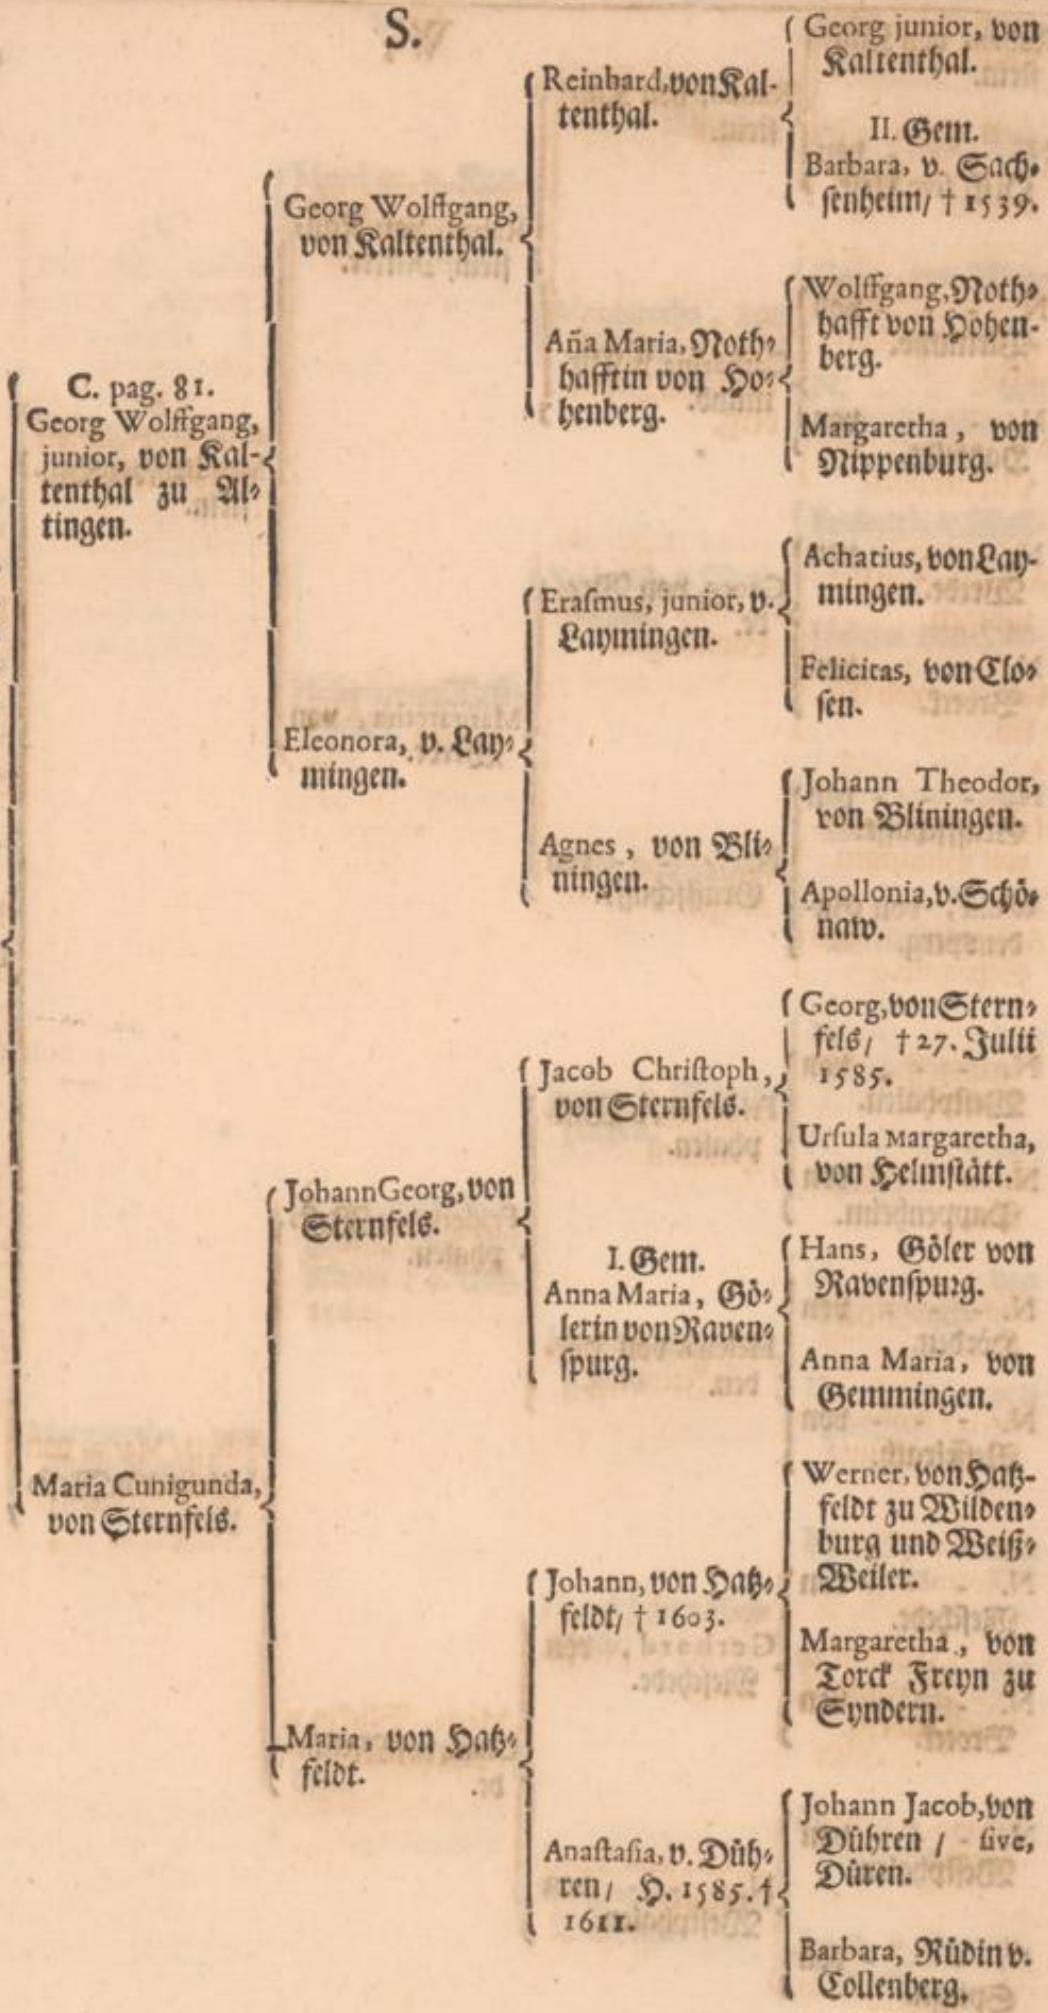 S.
C. pag. 81.
Georg Wolffgang,
junior, von Kal-
tenthal zu Al-
tingen.
Maria Cunigunda,
von Sternfels.
Georg Wolffgang,
von Kaltenthal.
Eleonora, v. Lay-
mingen.
Johann Georg, von
Sternfels.
Maria, von Hatz-
feldt.
Reinhard, von Kal-
tenthal.
Aña Maria, Noth-
hafftin von Ho-
henberg.
Erasmus, junior, v.
Laymingen.
Agnes, von Bli-
ningen.
Jacob Christoph,
von Sternfels.
I. Gem.
Anna Maria, Gö-
lerin von Raven-
spurg.
Johann, von Hatz-
feldt/ † 1603.
Anastasia, v. Düh-
ren/ H. 1585. †
1611.
Georg junior, von
Kaltenthal.
II. Gem.
Barbara, v. Sach-
senheim/ † 1539.
Wolffgang, Noth-
hafft von Hohen-
berg.
Margaretha, von
Nippenburg.
Achatius, von Lay-
mingen.
Felicitas, von Clo-
sen.
Johann Theodor,
von Bliningen.
Apollonia, v. Schö-
naw.
Georg, von Stern-
fels/ † 27. Julii
1585.
Ursula Margaretha,
von Helmstätt.
Hans, Göler von
Ravenspurg.
Anna Maria, von
Gemmingen.
Werner, von Hatz-
feldt zu Wilden-
burg und Weiß-
Weiler.
Margaretha, von
Torck Freyn zu
Syndern.
Johann Jacob, von
Dühren / sive,
Düren.
Barbara, Rüdin v.
Collenberg.